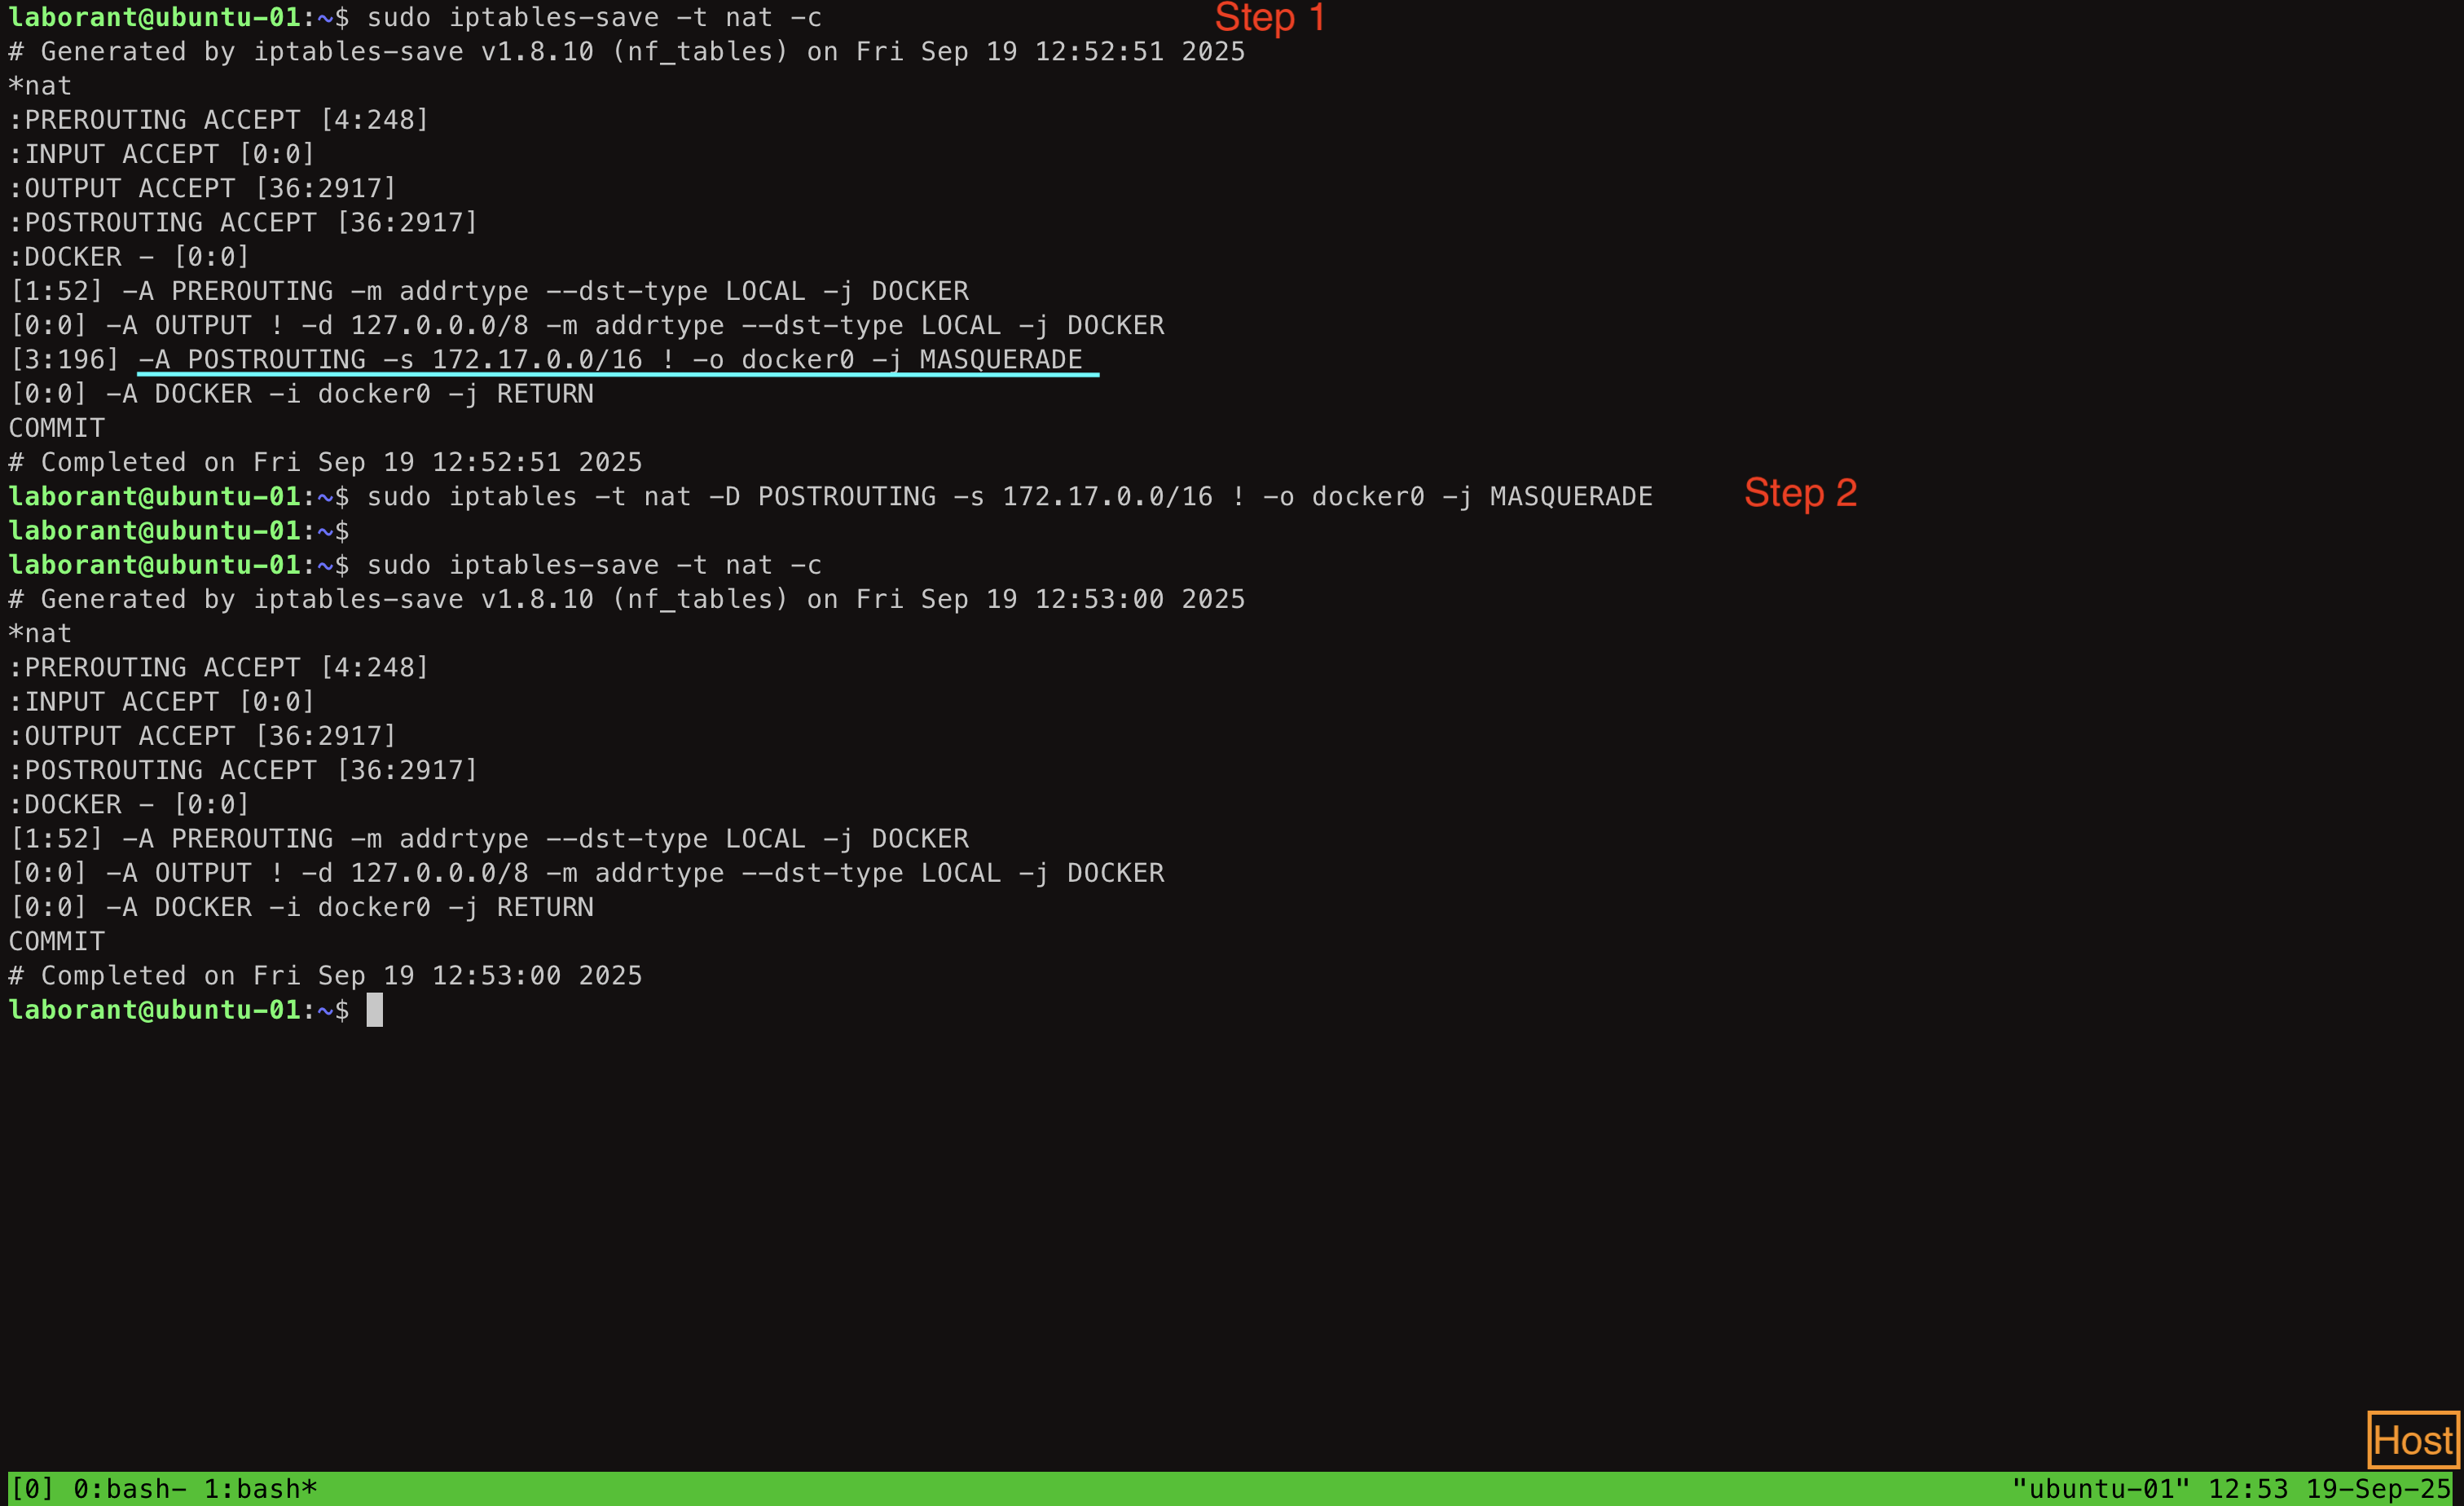 laborant@ubuntu-01:~$ sudo iptables-save -t nat -c Step 1
# Generated by iptables-save v1.8.10 (nf_tables) on Fri Sep 19 12:52:51 2025
*nat
:PREROUTING ACCEPT [4:248]
:INPUT ACCEPT [0:0]
:OUTPUT ACCEPT [36:2917]
:POSTROUTING ACCEPT [36:2917]
:DOCKER - [0:0]
[1:52] -A PREROUTING -m addrtype --dst-type LOCAL -j DOCKER
[0:0] -A OUTPUT ! -d 127.0.0.0/8 -m addrtype --dst-type LOCAL -j DOCKER
[3:196] -A POSTROUTING -s 172.17.0.0/16 ! -o docker0 -j MASQUERADE
[0:0] -A DOCKER -i docker0 -j RETURN
COMMIT
# Completed on Fri Sep 19 12:52:51 2025
laborant@ubuntu-01:~$ sudo iptables -t nat -D POSTROUTING -s 172.17.0.0/16 ! -o docker0 -j MASQUERADE Step 2
laborant@ubuntu-01:~$
laborant@ubuntu-01:~$ sudo iptables-save -t nat -c
# Generated by iptables-save v1.8.10 (nf_tables) on Fri Sep 19 12:53:00 2025
*nat
:PREROUTING ACCEPT [4:248]
:INPUT ACCEPT [0:0]
:OUTPUT ACCEPT [36:2917]
:POSTROUTING ACCEPT [36:2917]
:DOCKER - [0:0]
[1:52] -A PREROUTING -m addrtype --dst-type LOCAL -j DOCKER
[0:0] -A OUTPUT ! -d 127.0.0.0/8 -m addrtype --dst-type LOCAL -j DOCKER
[0:0] -A DOCKER -i docker0 -j RETURN
COMMIT
# Completed on Fri Sep 19 12:53:00 2025
laborant@ubuntu-01:~$
Host
[0] 0:bash- 1:bash* "ubuntu-01" 12:53 19-Sep-25